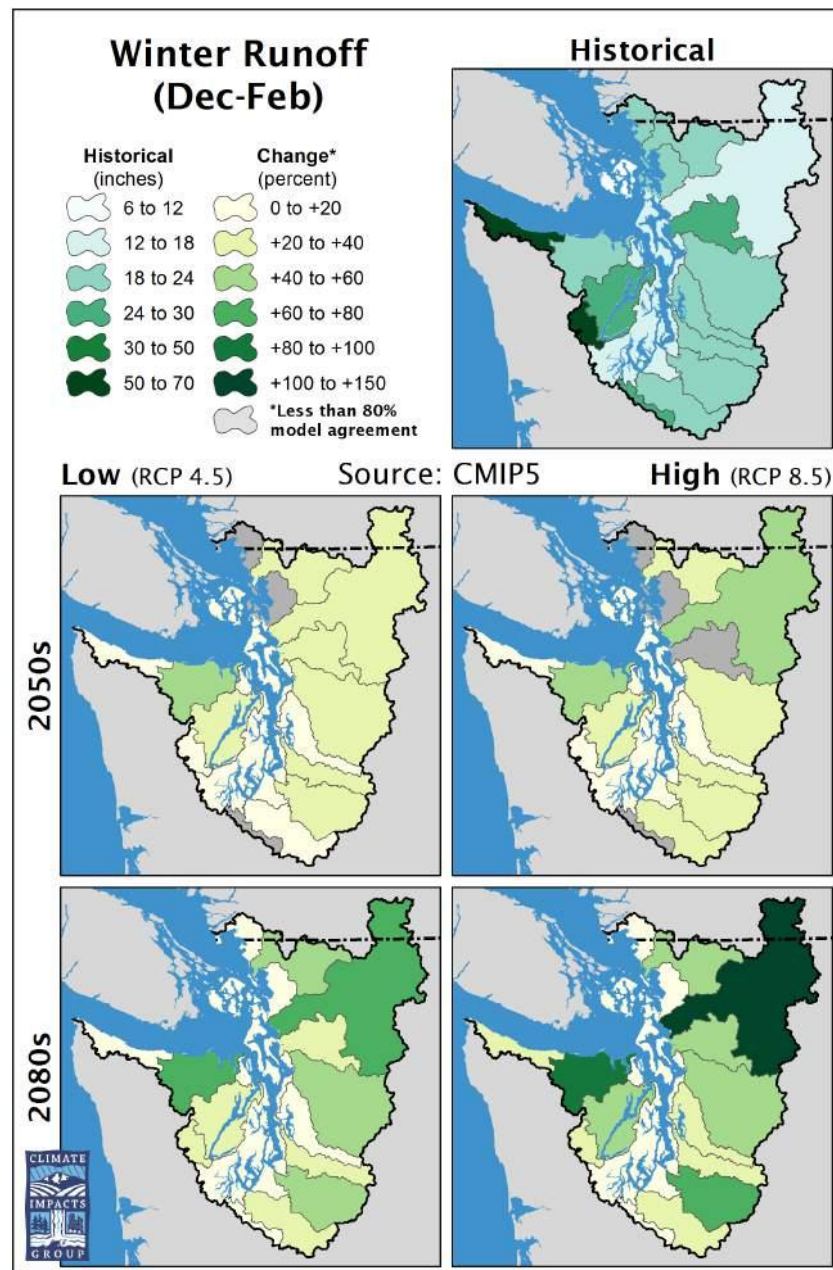 Winter Runoff
(Dec-Feb)
Historical
Historical
(inches)
Change*
(percent)
6 to 12
0 to +20
12 to 18
+20 to +40
18 to 24
+40 to +60
24 to 30
+60 to +80
30 to 50
+80 to +100
50 to 70
+100 to +150
*Less than 80%
model agreement
Low (RCP 4.5)
Source: CMIP5
High (RCP 8.5)
2050s
2080s
CLIMATE
IMPACTS
GROUP